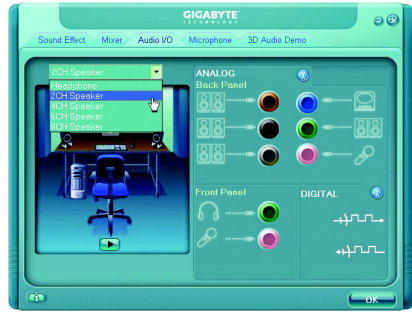 GIGABYTE
TECHNOLOGY
Sound Effect Mixer Audio I/O Microphone 3D Audio Demo
2CH Speaker
Headphone
2CH Speaker
4CH Speaker
6CH Speaker
8CH Speaker
ANALOG
Back Panel
Front Panel
DIGITAL
OK